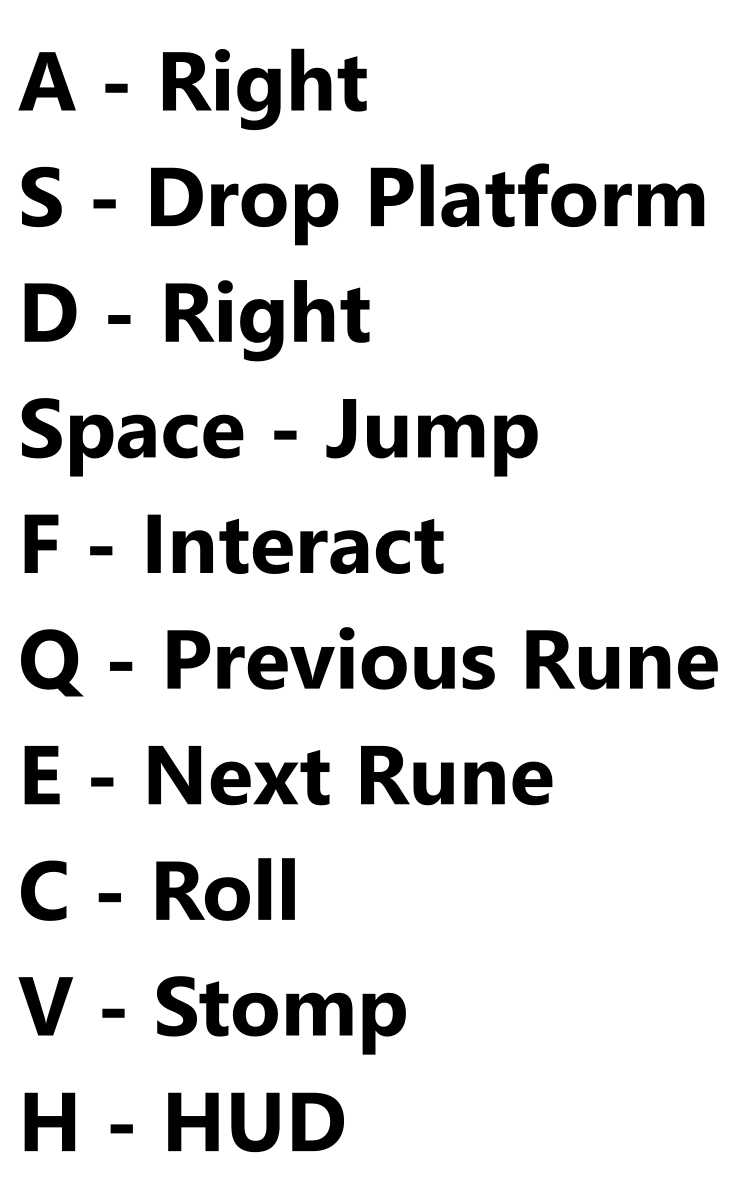 A - Right
S - Drop Platform
D - Right
Space - Jump
F - Interact
Q - Previous Rune
E - Next Rune
C - Roll
V - Stomp
H - HUD